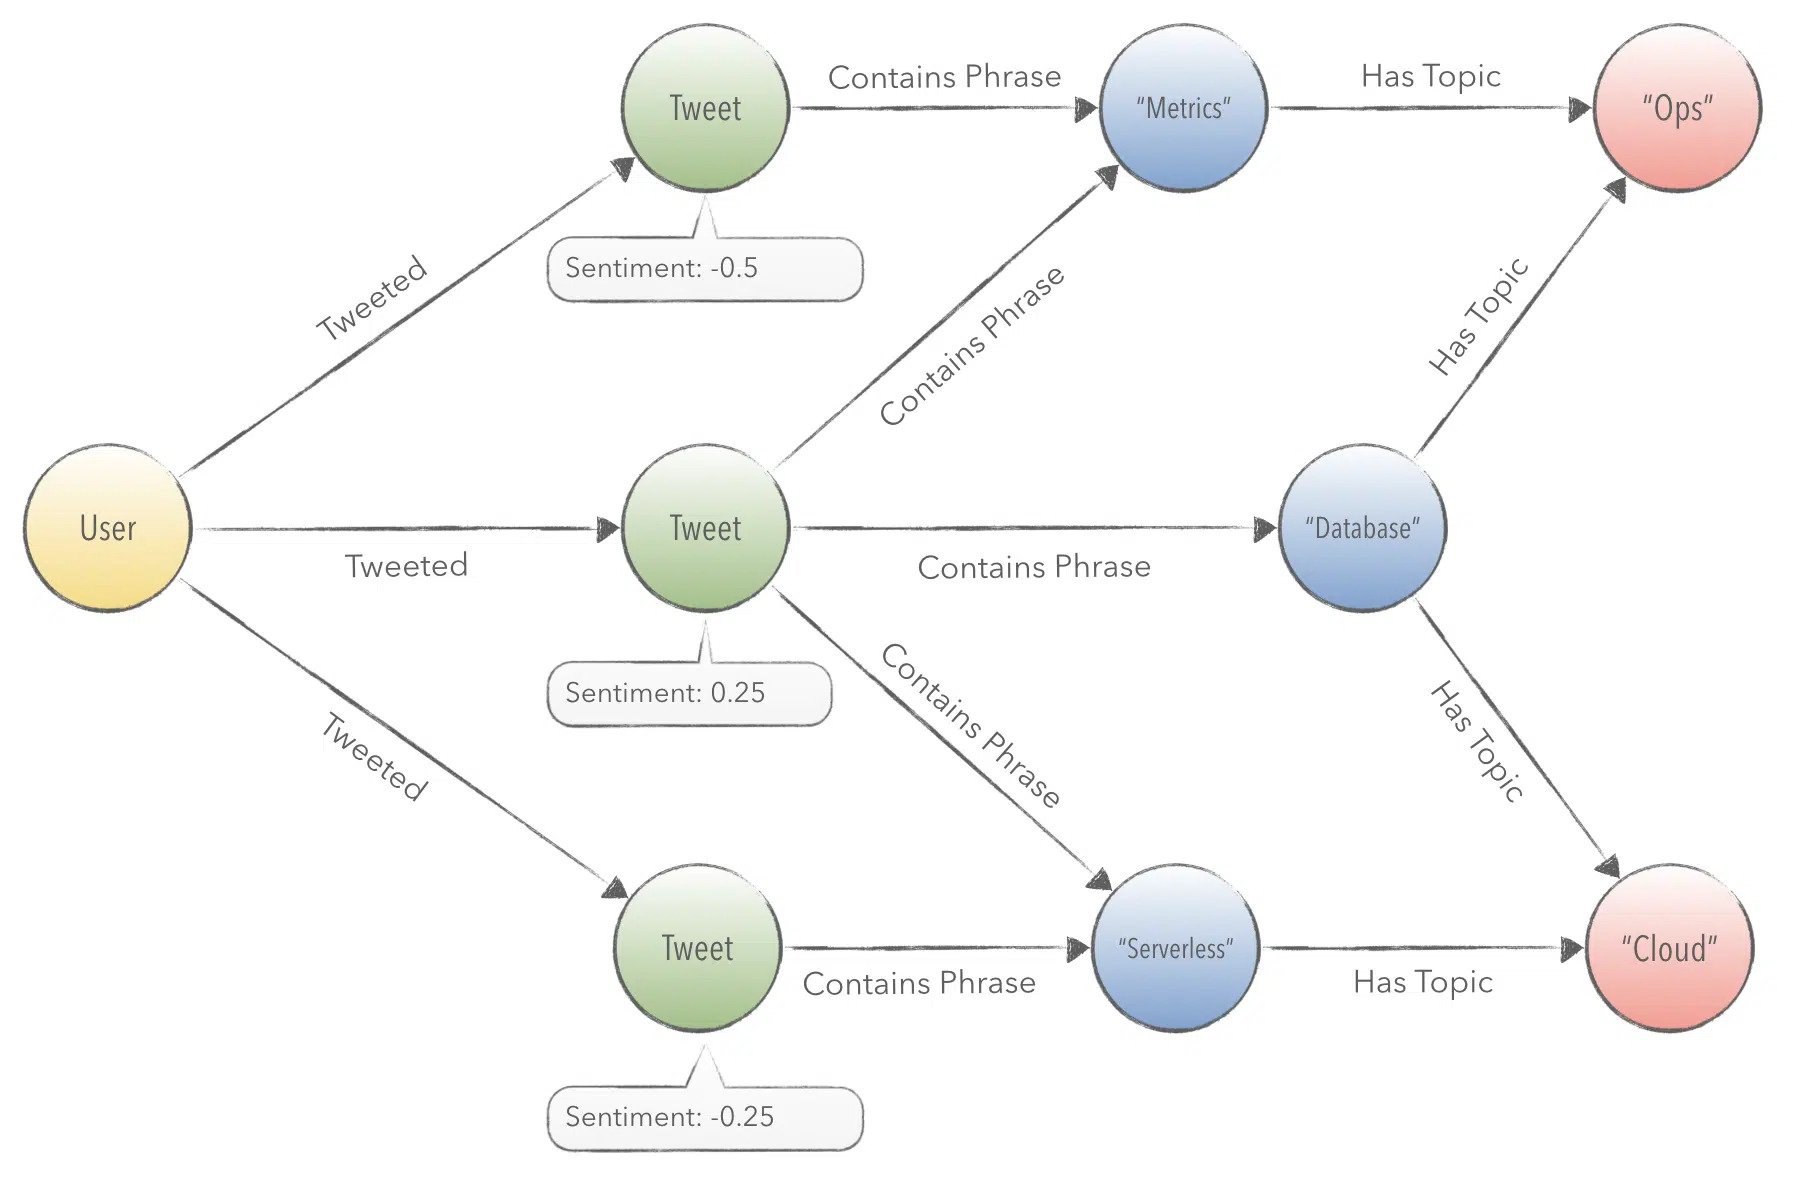 Tweet
Contains Phrase
“Metrics”
Has Topic
“Ops”
Sentiment: -0.5
Tweeted
Contains Phrase
Has Topic
User
Tweeted
Tweet
Contains Phrase
“Database”
Sentiment: 0.25
Contains Phrase
Has Topic
Tweeted
Tweet
Contains Phrase
“Serverless”
Has Topic
“Cloud”
Sentiment: -0.25